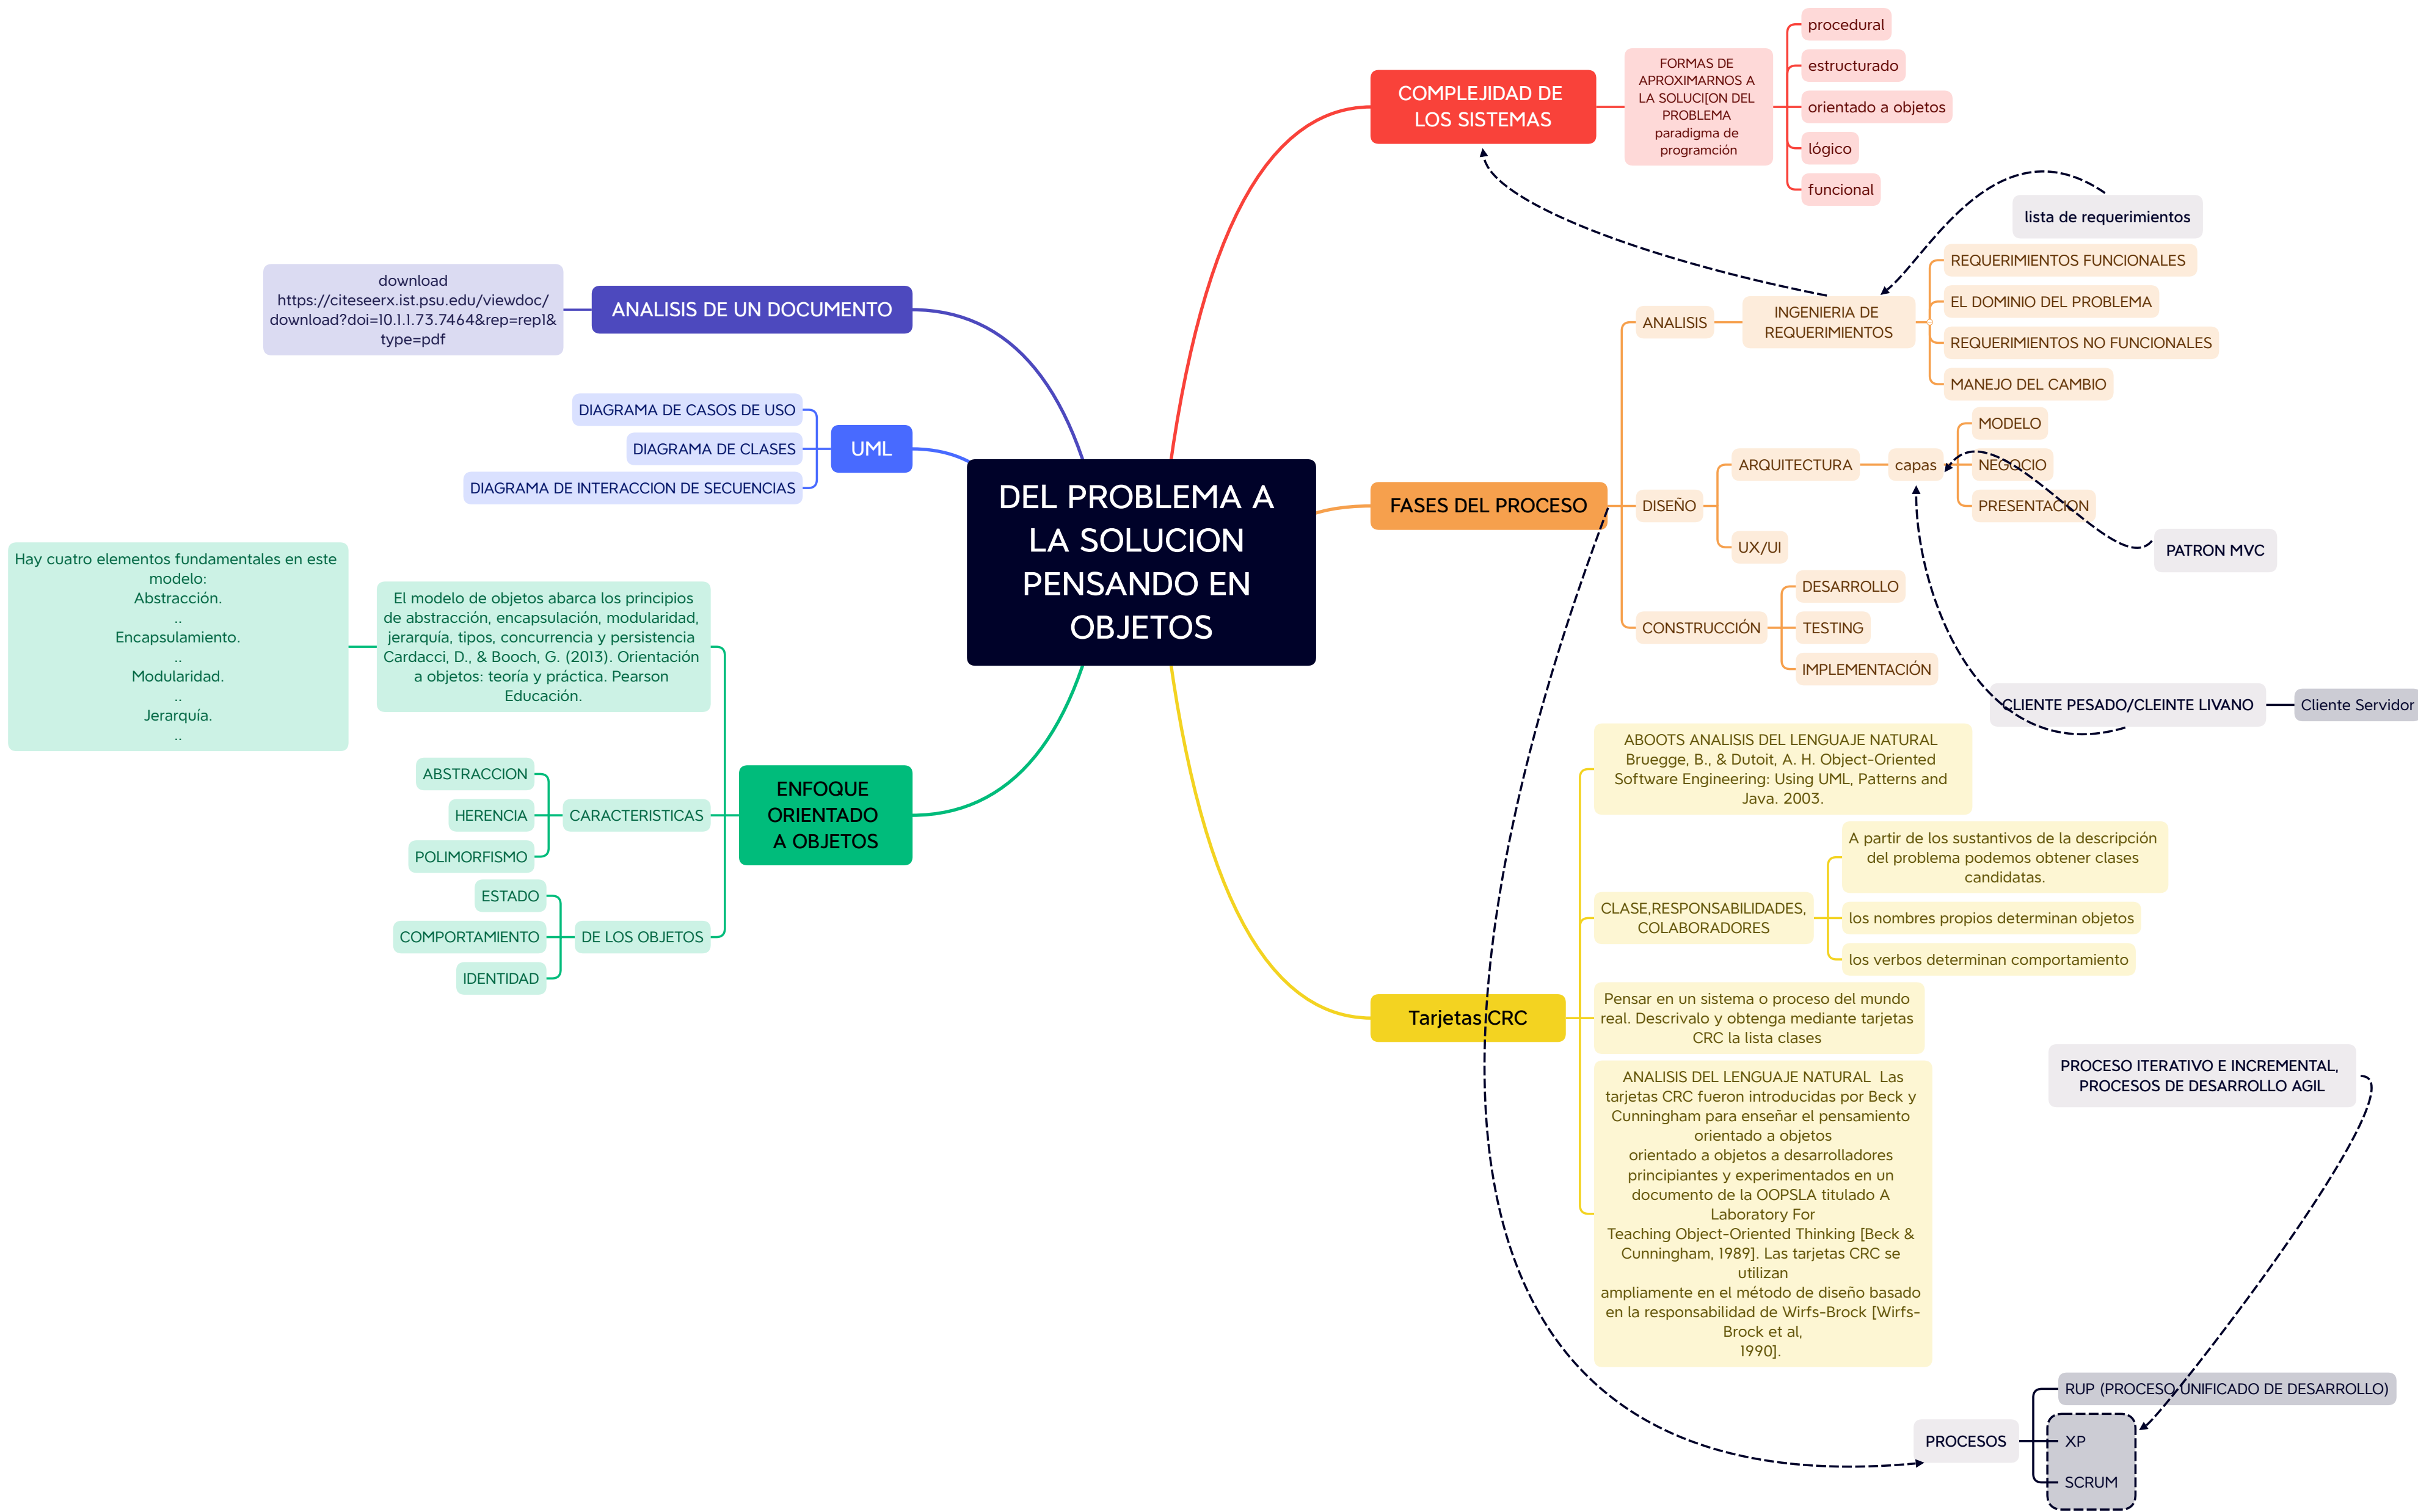 DEL PROBLEMA A
LA SOLUCION
PENSANDO EN
OBJETOS
COMPLEJIDAD DE
LOS SISTEMAS
FORMAS DE
APROXIMARNOS A
LA SOLUCI[ON DEL
PROBLEMA
paradigma de
programción
procedural
estructurado
orientado a objetos
lógico
funcional
lista de requerimientos
FASES DEL PROCESO
ANALISIS
INGENIERIA DE
REQUERIMIENTOS
REQUERIMIENTOS FUNCIONALES
EL DOMINIO DEL PROBLEMA
REQUERIMIENTOS NO FUNCIONALES
MANEJO DEL CAMBIO
DISEÑO
ARQUITECTURA
capas
MODELO
NEGOCIO
PRESENTACION
UX/UI
PATRON MVC
CONSTRUCCIÓN
DESARROLLO
TESTING
IMPLEMENTACIÓN
CLIENTE PESADO/CLEINTE LIVANO
Cliente Servidor
Tarjetas CRC
ABOOTS ANALISIS DEL LENGUAJE NATURAL
Bruegge, B., & Dutoit, A. H. Object-Oriented
Software Engineering: Using UML, Patterns and
Java. 2003.
CLASE,RESPONSABILIDADES,
COLABORADORES
A partir de los sustantivos de la descripción
del problema podemos obtener clases
candidatas.
los nombres propios determinan objetos
los verbos determinan comportamiento
Pensar en un sistema o proceso del mundo
real. Descrivalo y obtenga mediante tarjetas
CRC la lista clases
ANALISIS DEL LENGUAJE NATURAL  Las
tarjetas CRC fueron introducidas por Beck y
Cunningham para enseñar el pensamiento
orientado a objetos
orientado a objetos a desarrolladores
principiantes y experimentados en un
documento de la OOPSLA titulado A
Laboratory For
Teaching Object-Oriented Thinking [Beck &
Cunningham, 1989]. Las tarjetas CRC se
utilizan
ampliamente en el método de diseño basado
en la responsabilidad de Wirfs-Brock [Wirfs-
Brock et al,
1990].
PROCESO ITERATIVO E INCREMENTAL,
PROCESOS DE DESARROLLO AGIL
PROCESOS
RUP (PROCESO UNIFICADO DE DESARROLLO)
XP
SCRUM
ANALISIS DE UN DOCUMENTO
download
https://citeseerx.ist.psu.edu/viewdoc/
download?doi=10.1.1.73.7464&rep=rep1&
type=pdf
UML
DIAGRAMA DE CASOS DE USO
DIAGRAMA DE CLASES
DIAGRAMA DE INTERACCION DE SECUENCIAS
ENFOQUE
ORIENTADO
A OBJETOS
El modelo de objetos abarca los principios
de abstracción, encapsulación, modularidad,
jerarquía, tipos, concurrencia y persistencia
Cardacci, D., & Booch, G. (2013). Orientación
a objetos: teoría y práctica. Pearson
Educación.
Hay cuatro elementos fundamentales en este
modelo:
Abstracción.
..
Encapsulamiento.
..
Modularidad.
..
Jerarquía.
..
CARACTERISTICAS
ABSTRACCION
HERENCIA
POLIMORFISMO
DE LOS OBJETOS
ESTADO
COMPORTAMIENTO
IDENTIDAD